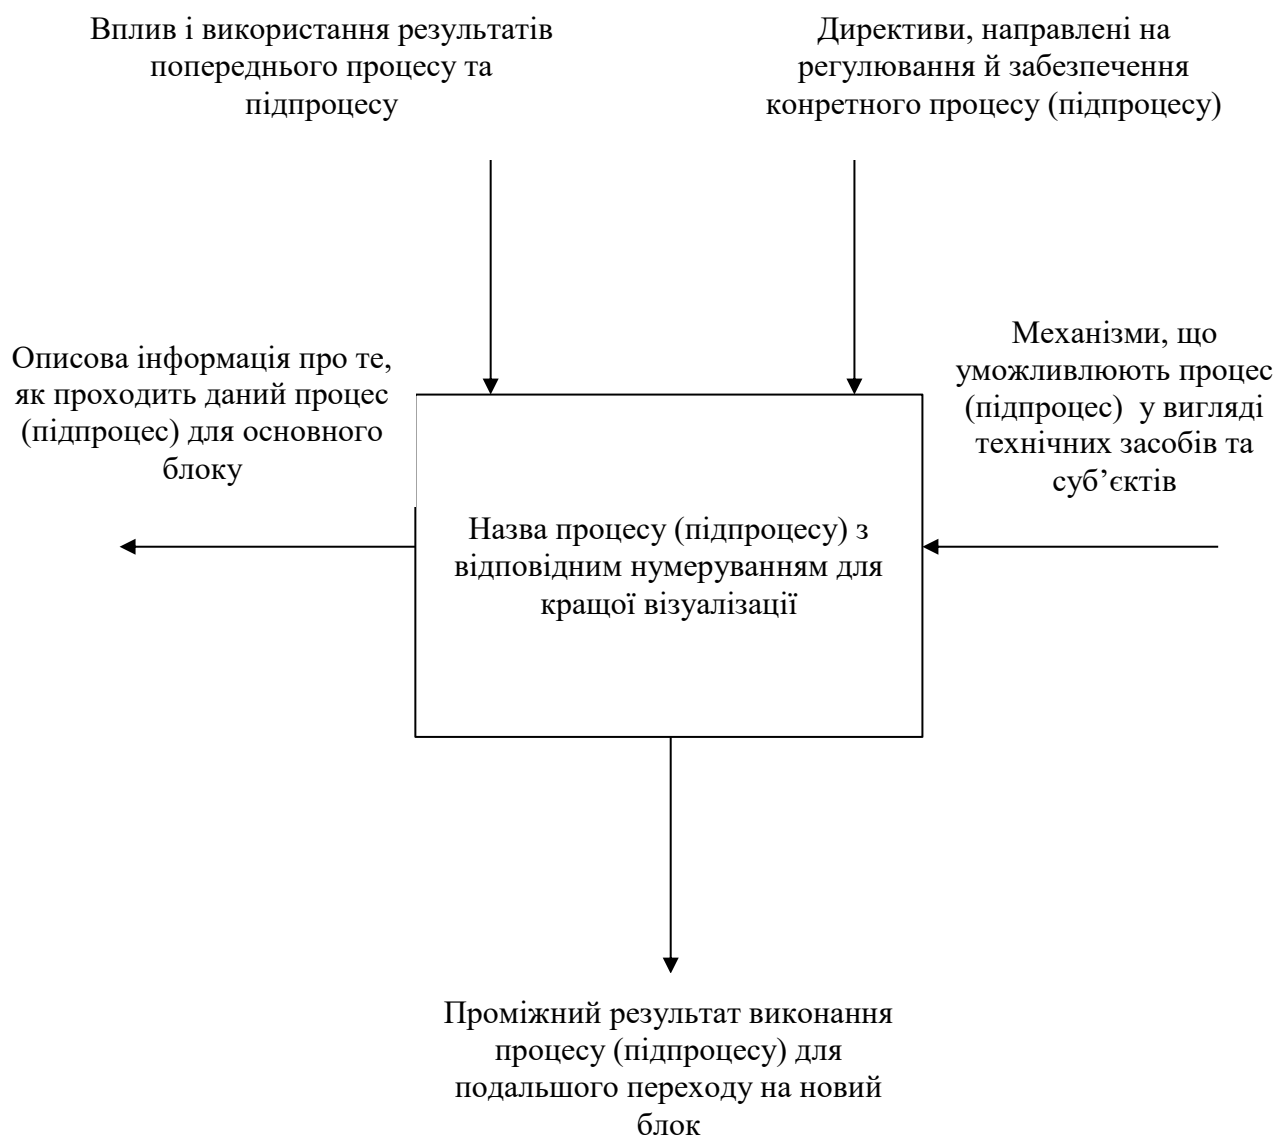 Вплив і використання результатів
попереднього процесу та
підпроцесу
Директиви, направлені на
регулювання й забезпечення
конретного процесу (підпроцесу)
Описова інформація про те,
як проходить даний процес
(підпроцес) для основного
блоку
Механізми, що
уможливлюють процес
(підпроцес) у вигляді
технічних засобів та
суб’єктів
Назва процесу (підпроцесу) з
відповідним нумеруванням для
кращої візуалізації
Проміжний результат виконання
процесу (підпроцесу) для
подальшого переходу на новий
блок